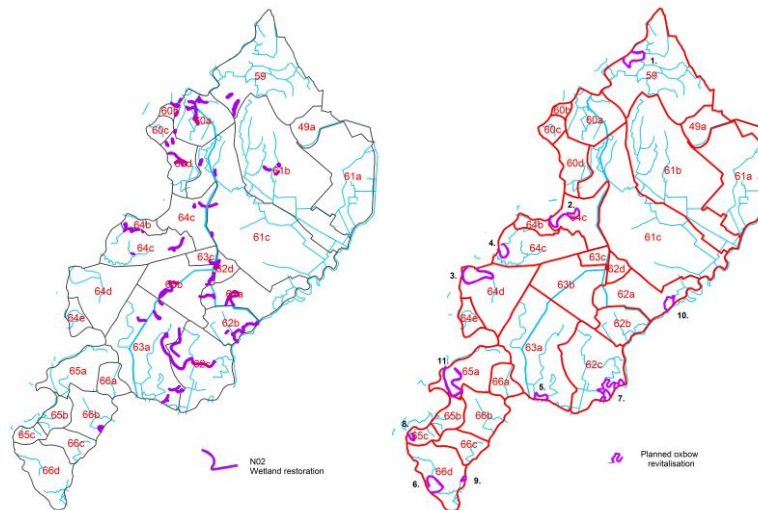 59
60b
60a
60c
49a
60d
61b
61a
64c
64b
64c
61c
63c
62d
64d
63b
62a
64e
62b
63a
62c
65a
66a
65b
66b
65c
66c
66d
N02
Wetland restoration
1.
59
60b
60a
60c
49a
60d
61b
61a
2.
64c
64b
4.
64c
61c
63c
62d
3.
64d
63b
62a
10.
64e
62b
63a
11.
65a
62c
66a
5.
7.
65b
66b
8.
65c
66c
66d
6.
9.
Planned oxbow
revitalisation